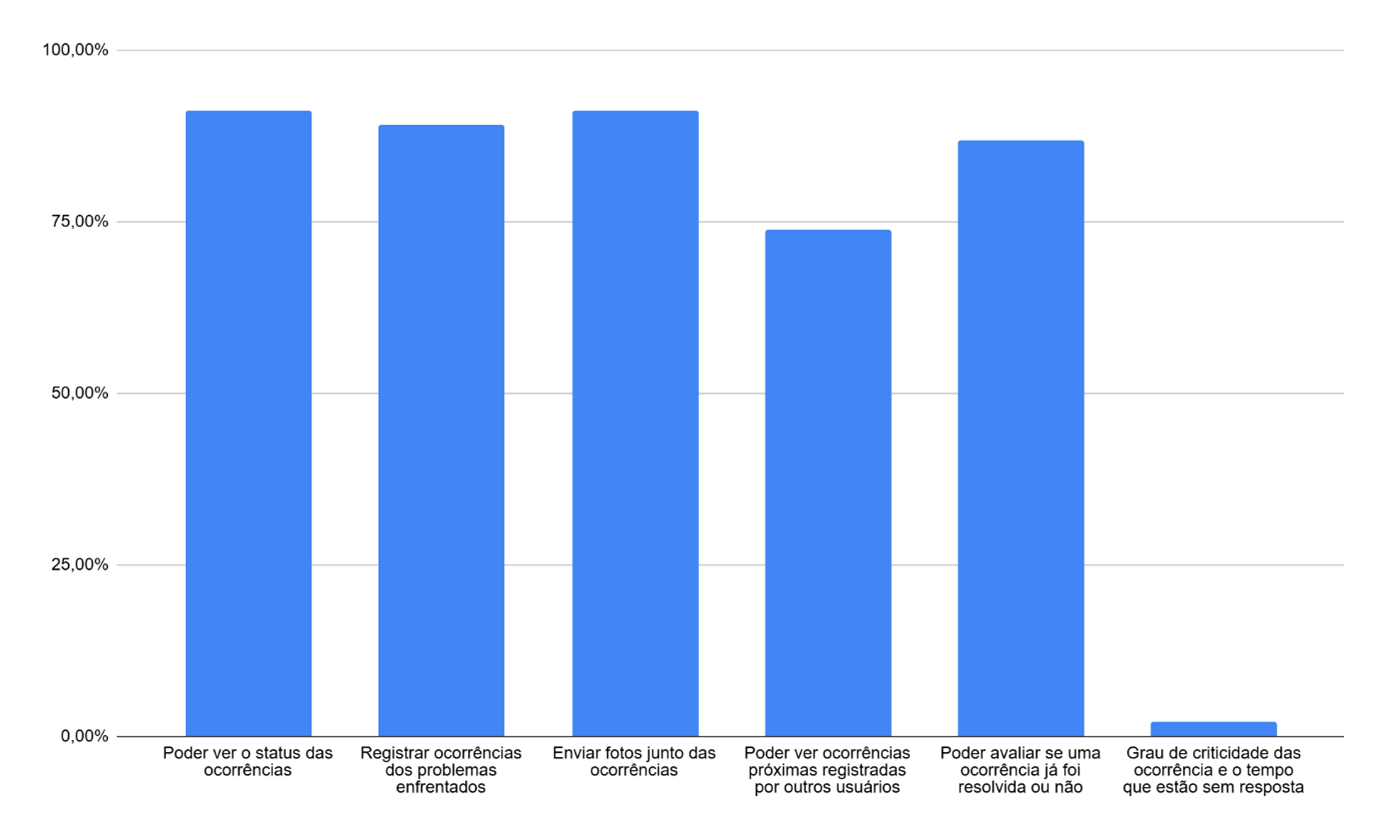 100,00%
75,00%
50,00%
25,00%
0,00%
Poder ver o status das
ocorrências
Registrar ocorrências
dos problemas
enfrentados
Enviar fotos junto das
ocorrências
Poder ver ocorrências
próximas registradas
por outros usuários
Poder avaliar se uma
ocorrência já foi
resolvida ou não
Grau de criticidade das
ocorrência e o tempo
que estão sem resposta